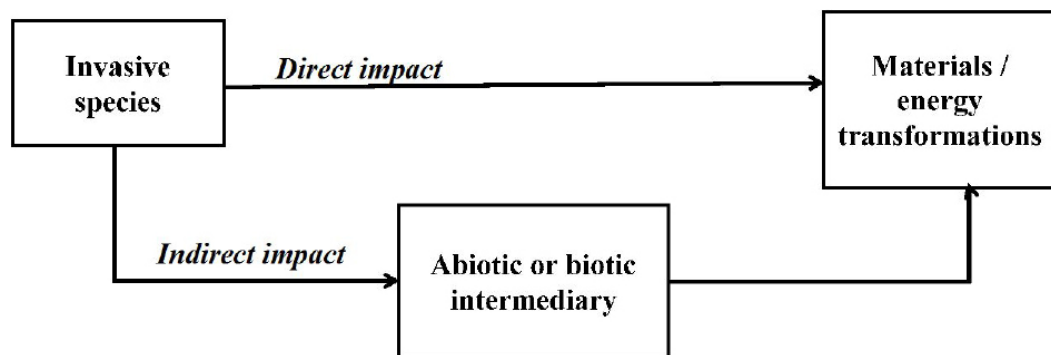 Invasive
species
Direct impact
Materials /
energy
transformations
Indirect impact
Abiotic or biotic
intermediary